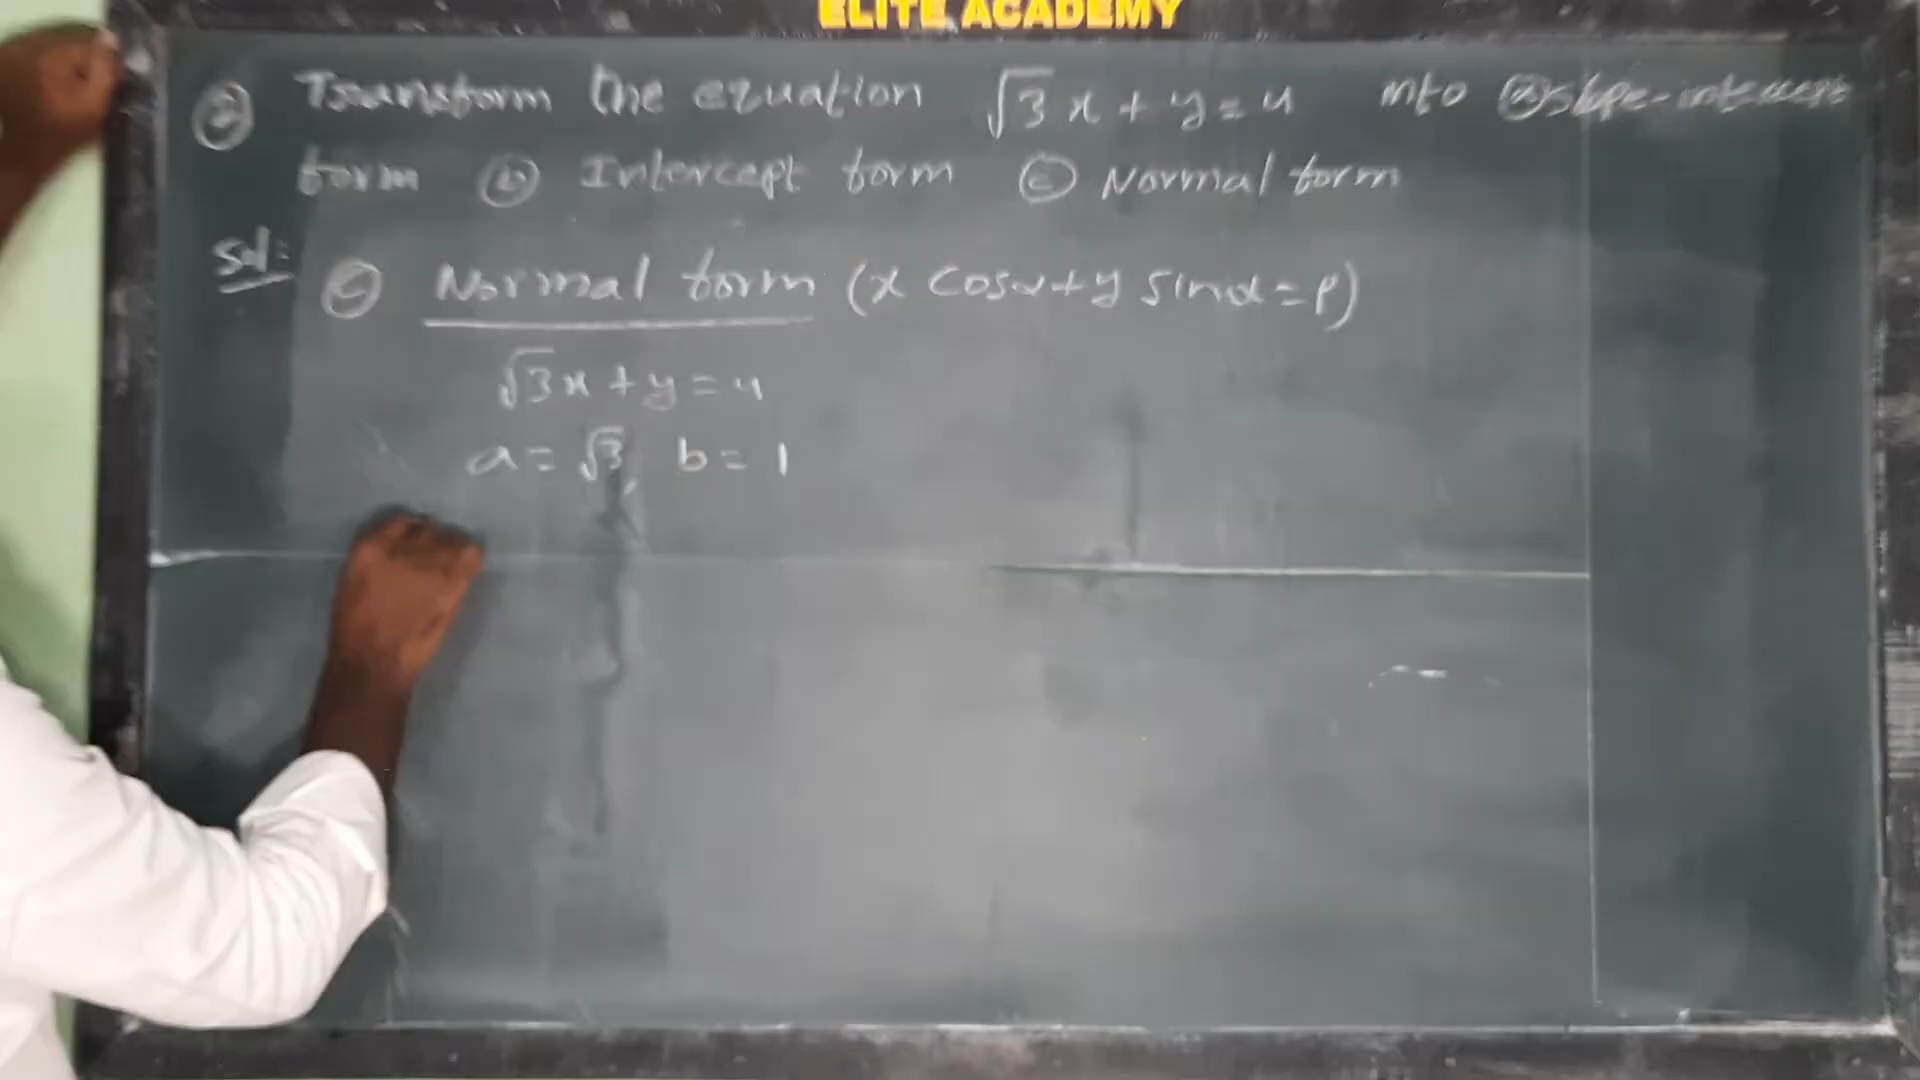 ELITE ACADEMY
② Transform the equation √3x + y = 4 into ⓐ slope-intercept
form ⓑ Intercept form ⓒ Normal form
Sol:
ⓒ Normal form (x cosα + y sinα = p)
√3x + y = 4
a = √3, b = 1